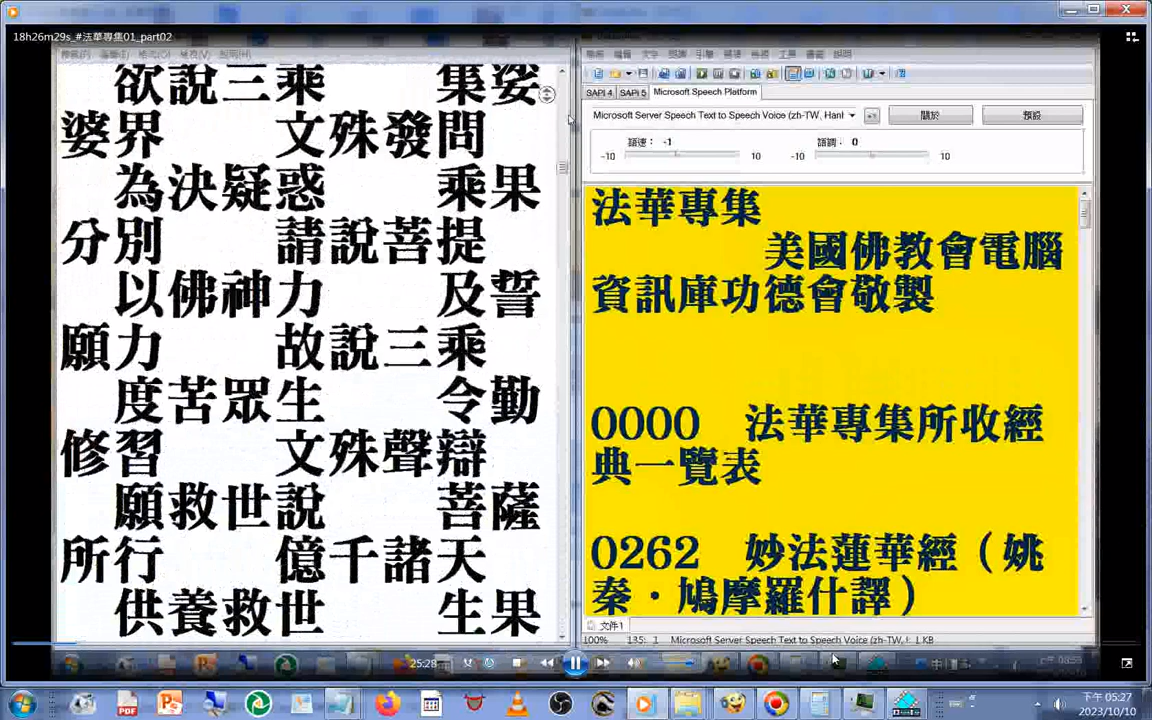 18h26m29s_#法華專集01_part02
欲說三乘 集娑
婆界 文殊發問
為決疑惑 乘果
分別 請說菩提
以佛神力 及誓
願力 故說三乘
度苦眾生 令勤
修習 文殊聲辯
願救世說 菩薩
所行 億千諸天
供養救世 生果
SAPI 4 SAPI 5 Microsoft Speech Platform
Microsoft Server Speech Text to Speech Voice (zh-TW, Han
關於 預設
語速： -1 語調： 0
-10 10 -10 10
法華專集
美國佛教會電腦
資訊庫功德會敬製
0000 法華專集所收經
典一覽表
0262 妙法蓮華經（姚
秦．鳩摩羅什譯）
文件1
100% 135: 1 Microsoft Server Speech Text to Speech Voice (zh-TW, 1 KB
25:28
PDF
下午 05:27
2023/10/10